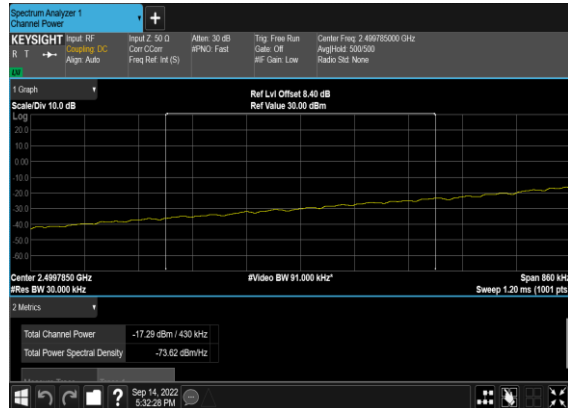 Spectrum Analyzer 1
Channel Power
+
KEYSIGHT Input: RF Input Z: 50 Ω Atten: 30 dB Trig: Free Run Center Freq: 2.499785000 GHz
R T Coupling: DC Corr CCorr #PNO: Fast Gate: Off Avg|Hold: 500/500
Align: Auto Freq Ref: Int (S) #IF Gain: Low Radio Std: None
1 Graph
Scale/Div 10.0 dB
Ref Lvl Offset 8.40 dB
Ref Value 30.00 dBm
Log
20.0
10.0
0.00
-10.0
-20.0
-30.0
-40.0
-50.0
-60.0
Center 2.4997850 GHz #Video BW 91.000 kHz* Span 860 kHz
#Res BW 30.000 kHz Sweep 1.20 ms (1001 pts
2 Metrics
Total Channel Power -17.29 dBm / 430 kHz
Total Power Spectral Density -73.62 dBm/Hz
?
Sep 14, 2022
5:32:28 PM